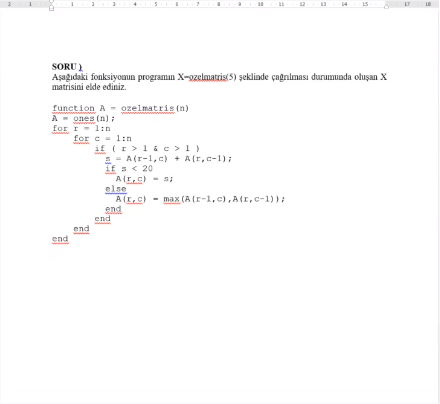 2 1 1 2 3 4 5 6 7 8 9 10 11 12 13 14 15 17 18
SORU )
Aşağıdaki fonksiyonun programın X=ozelmatris(5) şeklinde çağrılması durumunda oluşan X
matrisini elde ediniz.
function A = ozelmatris(n)
A = ones(n);
for r = 1:n
for c = 1:n
if ( r > 1 & c > 1 )
s = A(r-1,c) + A(r,c-1);
if s < 20
A(r,c) = s;
else
A(r,c) = max(A(r-1,c),A(r,c-1));
end
end
end
end